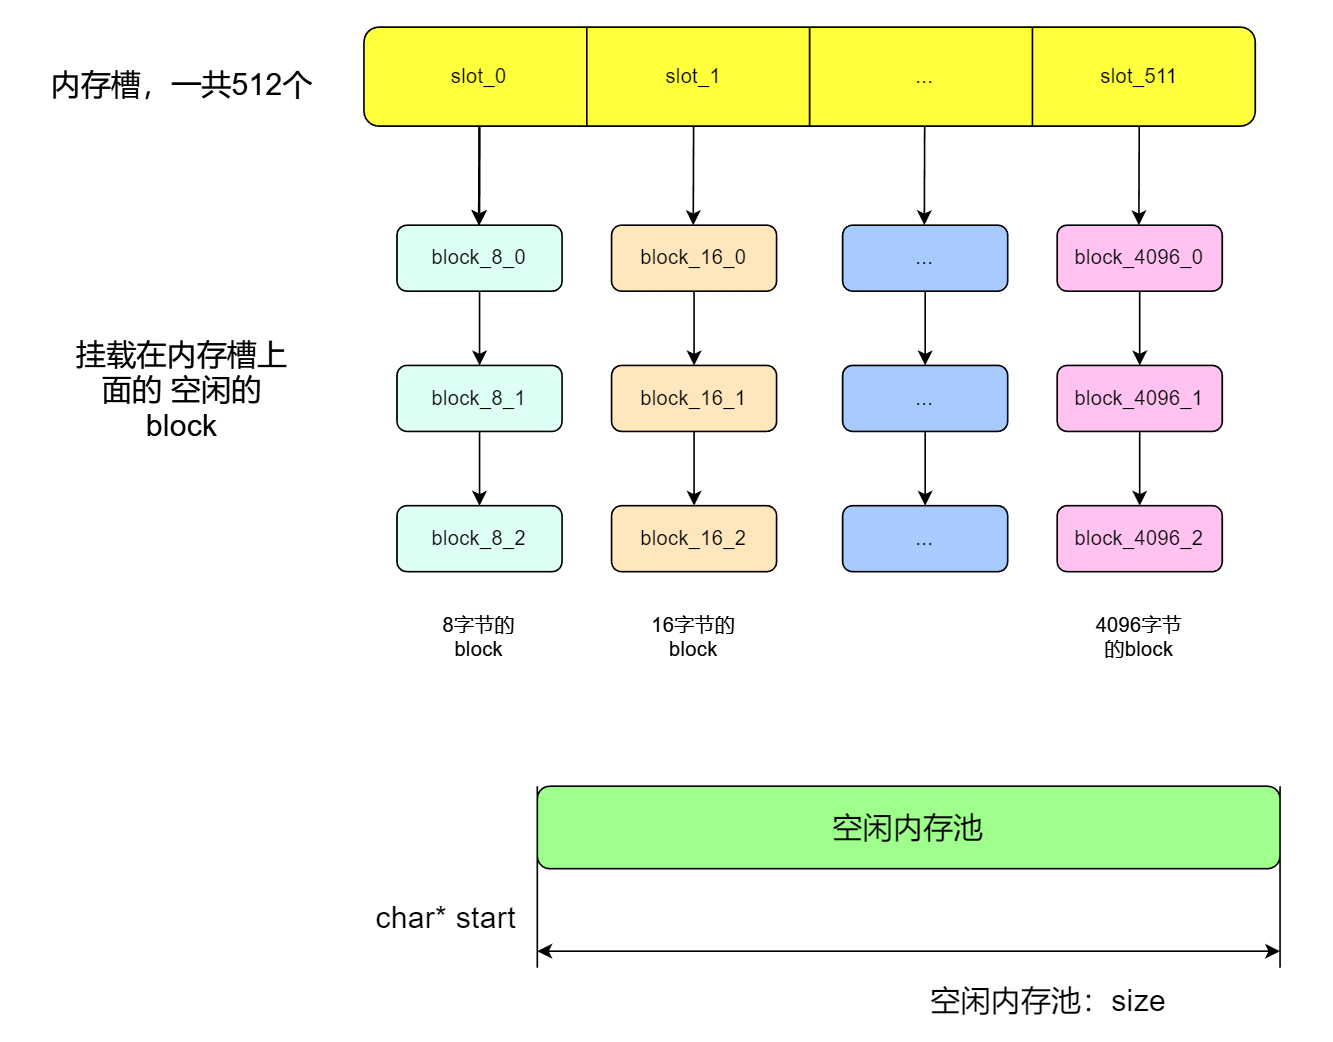 内存槽，一共512个
slot_0
slot_1
...
slot_511
block_8_0
block_16_0
...
block_4096_0
挂载在内存槽上
面的 空闲的
block
block_8_1
block_16_1
...
block_4096_1
block_8_2
block_16_2
...
block_4096_2
8字节的
block
16字节的
block
4096字节
的block
空闲内存池
char* start
空闲内存池：size